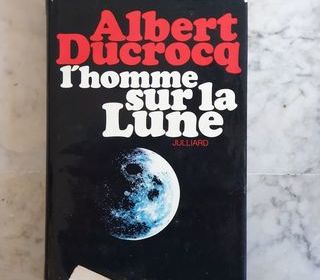 Albert
Ducrocq
l'homme
sur la
Lune
JULLIARD